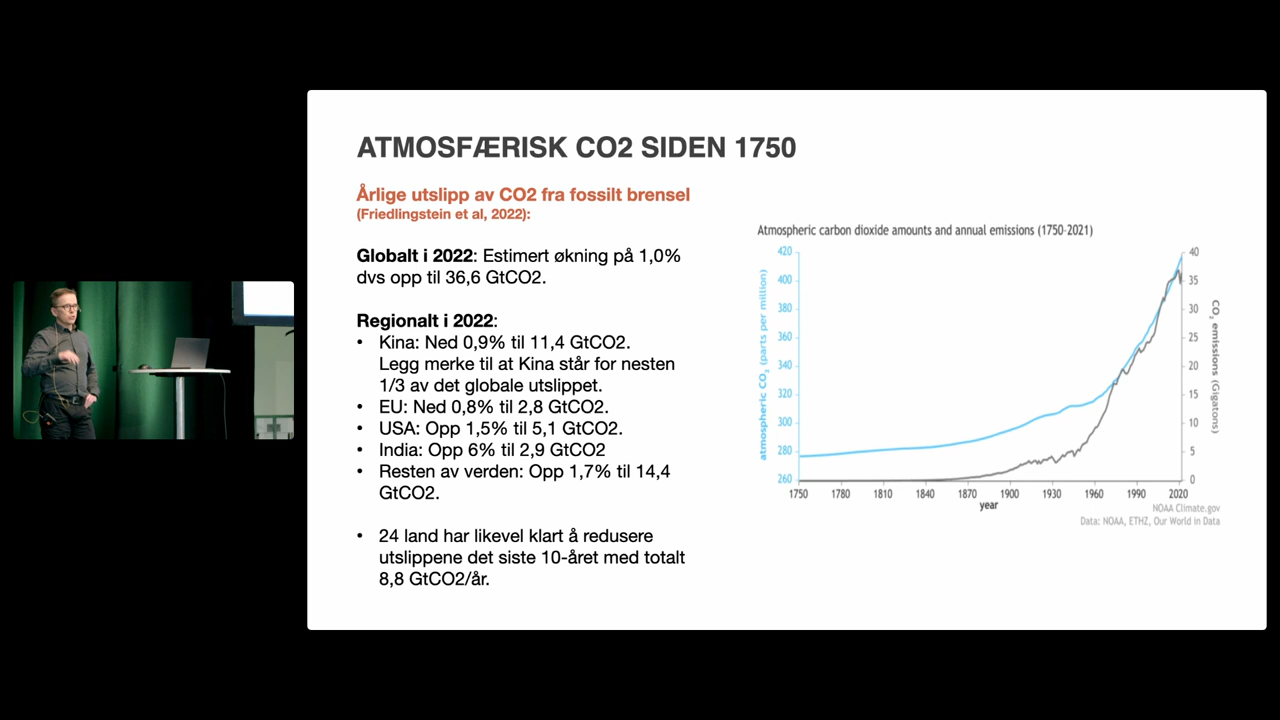 ATMOSFÆRISK CO2 SIDEN 1750
Årlige utslipp av CO2 fra fossilt brensel
(Friedlingstein et al, 2022):
Globalt i 2022: Estimert økning på 1,0%
dvs opp til 36,6 GtCO2.
Regionalt i 2022:
• Kina: Ned 0,9% til 11,4 GtCO2.
Legg merke til at Kina står for nesten
1/3 av det globale utslippet.
• EU: Ned 0,8% til 2,8 GtCO2.
• USA: Opp 1,5% til 5,1 GtCO2.
• India: Opp 6% til 2,9 GtCO2
• Resten av verden: Opp 1,7% til 14,4
GtCO2.
• 24 land har likevel klart å redusere
utslippene det siste 10-året med totalt
8,8 GtCO2/år.
Atmospheric carbon dioxide amounts and annual emissions (1750-2021)
atmospheric CO₂ (parts per million)
420
400
380
360
340
320
300
280
260
40
35
30
25
20
15
10
5
0
CO₂ emissions (Gigatons)
1750 1780 1810 1840 1870 1900 1930 1960 1990 2020
year
NOAA Climate.gov
Data: NOAA, ETHZ, Our World in Data